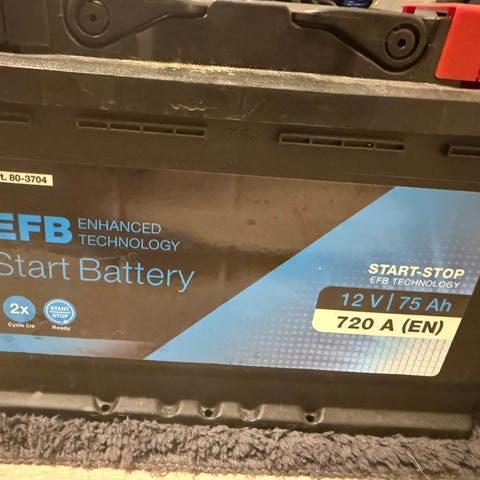 t. 80-3704
EFB ENHANCED
TECHNOLOGY
Start Battery
2x
Cycle life
START
STOP
Ready
START-STOP
EFB TECHNOLOGY
12 V | 75 Ah
720 A (EN)